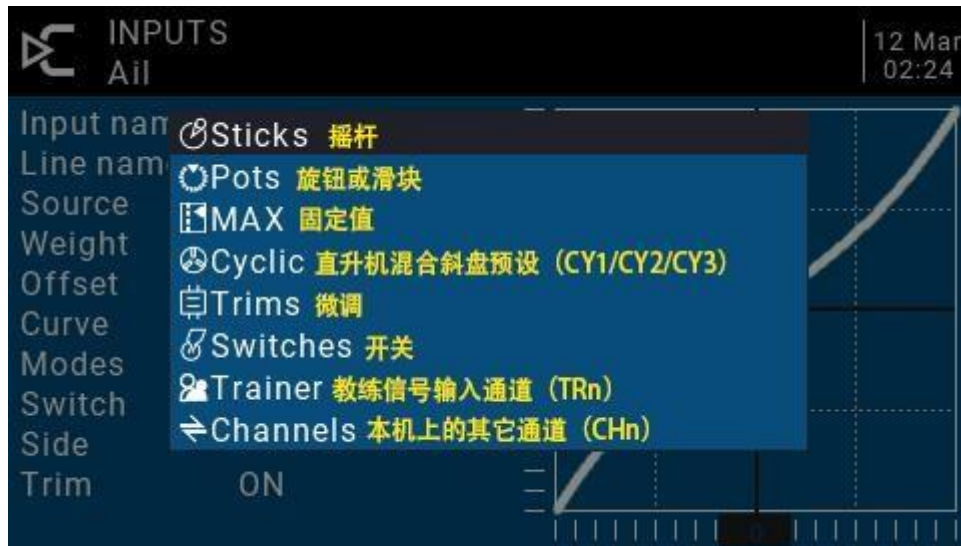 INPUTS
Ail
12 Mar
02:24
Input nam
Line nam
Source
Weight
Offset
Curve
Modes
Switch
Side
Trim ON
Sticks 摇杆
Pots 旋钮或滑块
MAX 固定值
Cyclic 直升机混合斜盘预设（CY1/CY2/CY3）
Trims 微调
Switches 开关
Trainer 教练信号输入通道（TRn）
Channels 本机上的其它通道（CHn）
0